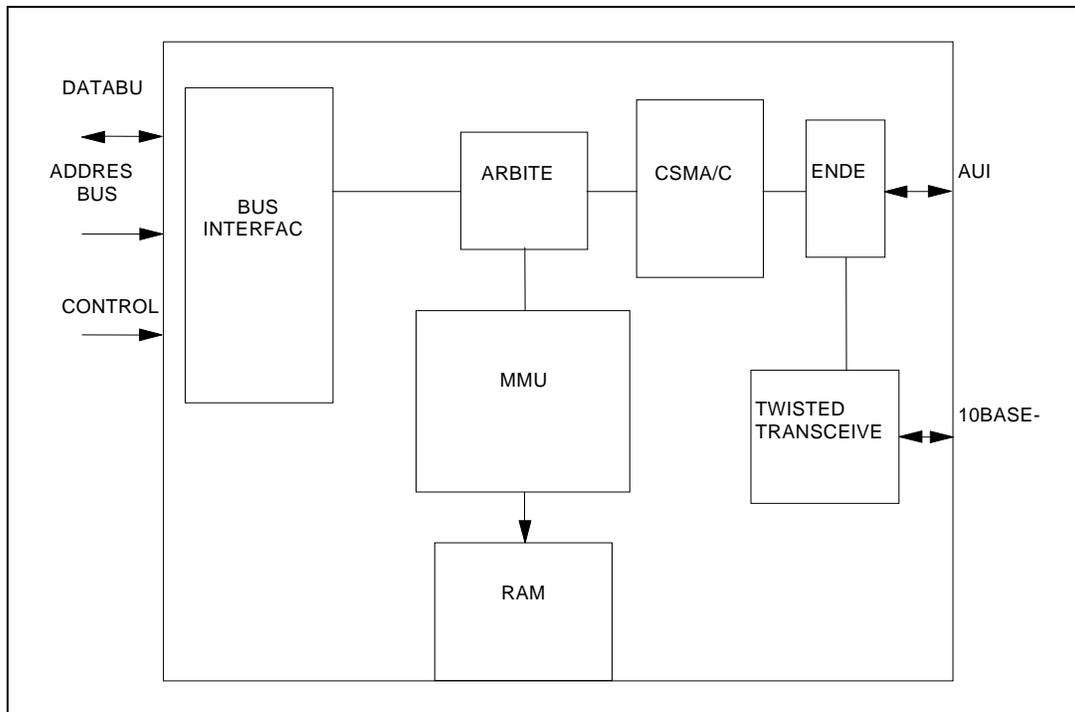 DATABU
ADDRES
BUS
CONTROL
BUS
INTERFAC
ARBITE
CSMA/C
ENDE
AUI
MMU
TWISTED
TRANSCEIVE
10BASE-
RAM